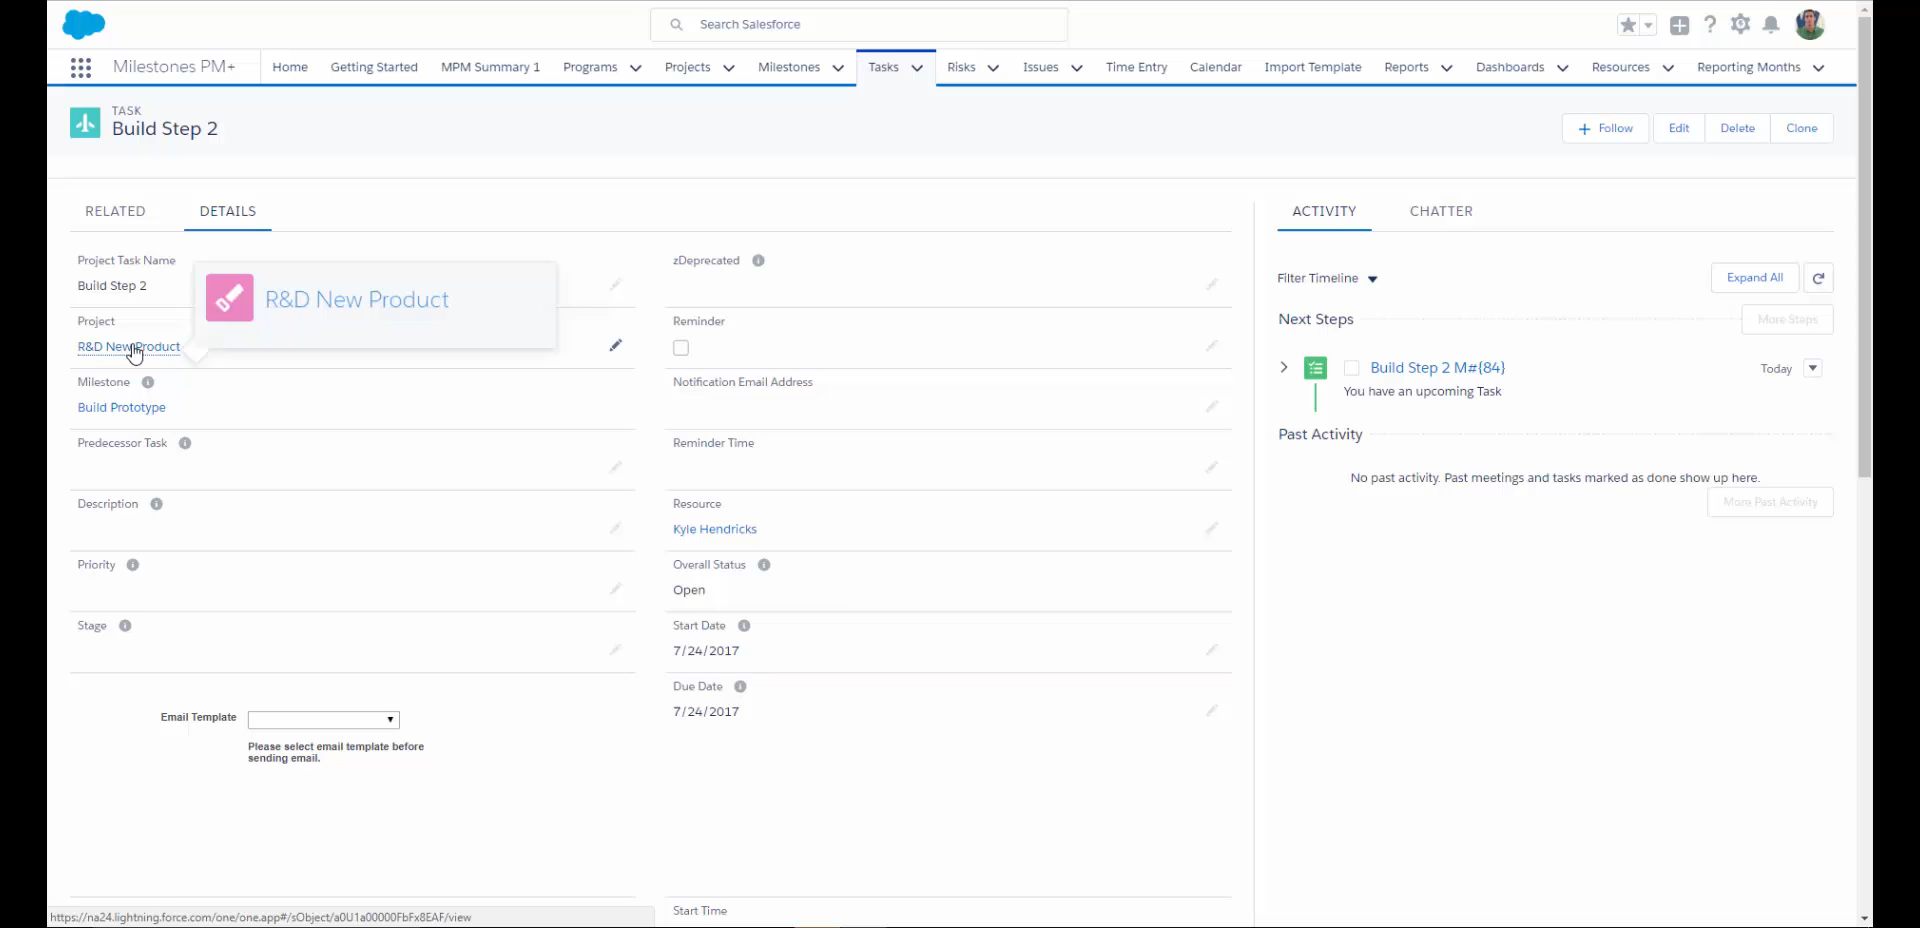 Search Salesforce
Milestones PM+
Home
Getting Started
MPM Summary 1
Programs
Projects
Milestones
Tasks
Risks
Issues
Time Entry
Calendar
Import Template
Reports
Dashboards
Resources
Reporting Months
TASK
Build Step 2
Follow
Edit
Delete
Clone
RELATED
DETAILS
Project Task Name
Build Step 2
R&D New Product
Project
R&D New Product
Milestone
Build Prototype
Predecessor Task
Description
Priority
Stage
Email Template
Please select email template before
sending email.
zDeprecated
Reminder
Notification Email Address
Reminder Time
Resource
Kyle Hendricks
Overall Status
Open
Start Date
7/24/2017
Due Date
7/24/2017
Start Time
ACTIVITY
CHATTER
Filter Timeline
Expand All
Next Steps
More Steps
Build Step 2 M#{84}
Today
You have an upcoming Task
Past Activity
No past activity. Past meetings and tasks marked as done show up here.
More Past Activity
https://na24.lightning.force.com/one/one.app#/sObject/a0U1a00000FbFx8EAF/view